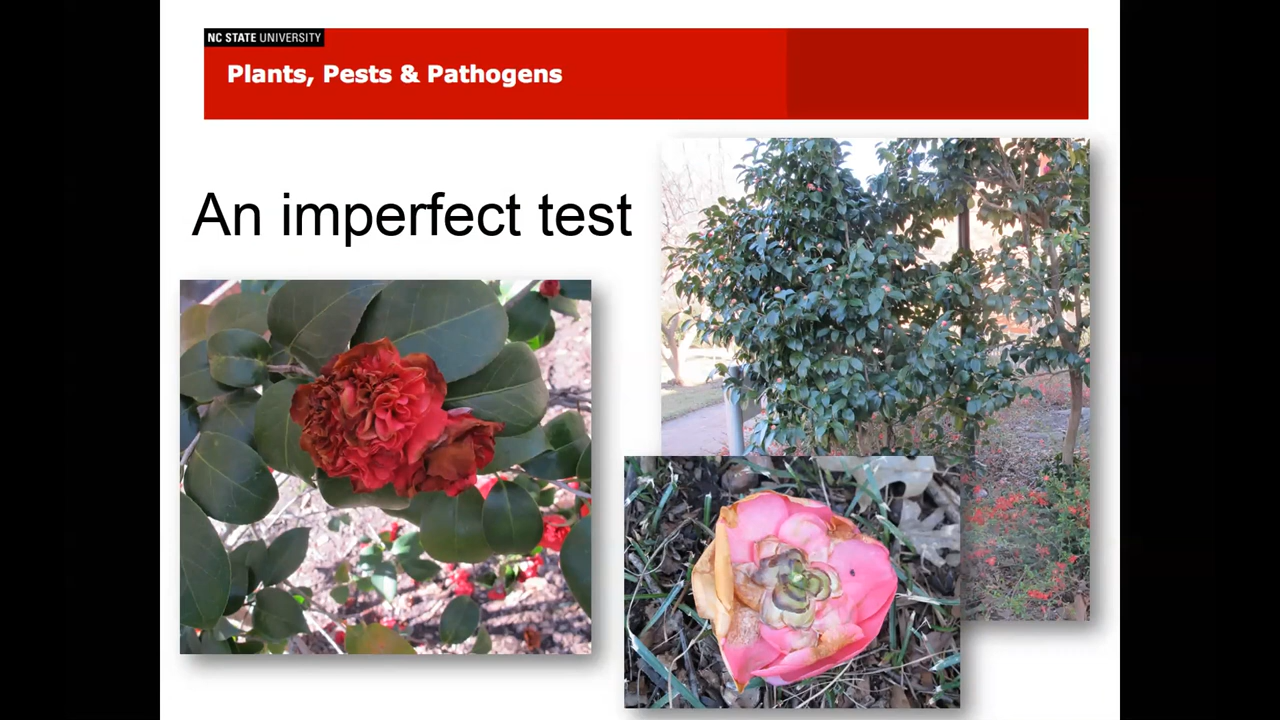 NC STATE UNIVERSITY
Plants, Pests & Pathogens
An imperfect test